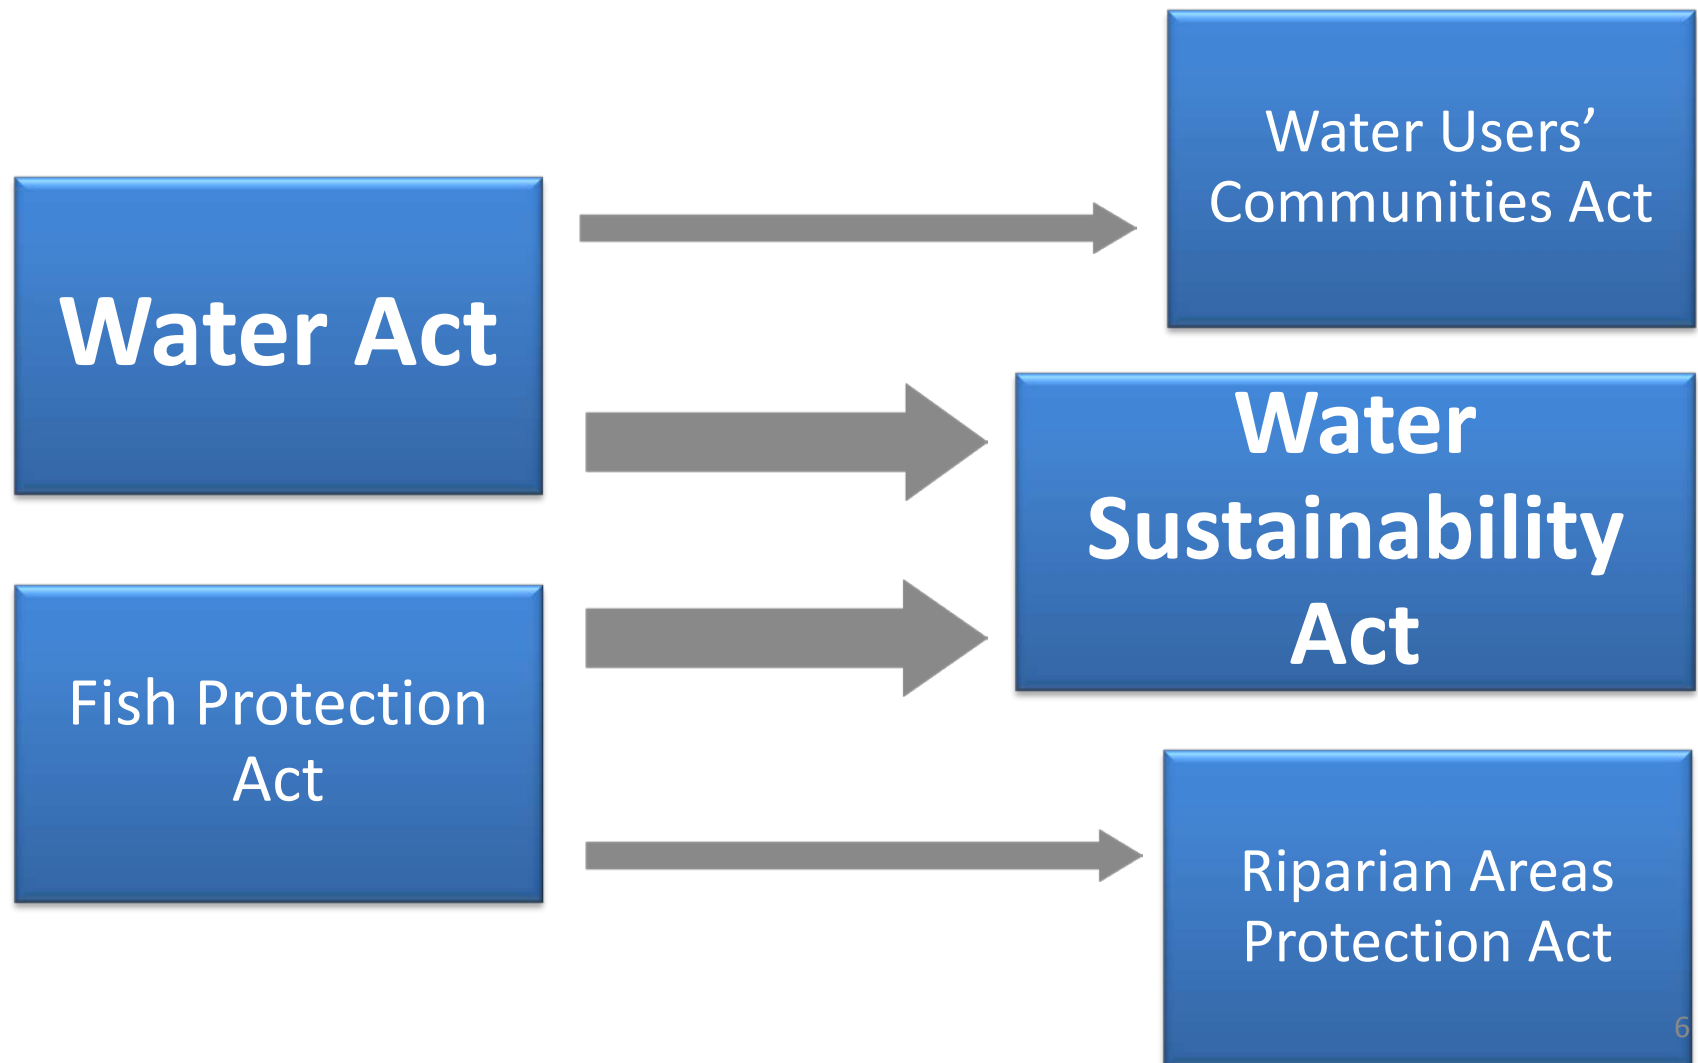 Water Act
Fish Protection
Act
Water Users’
Communities Act
Water
Sustainability
Act
Riparian Areas
Protection Act
6